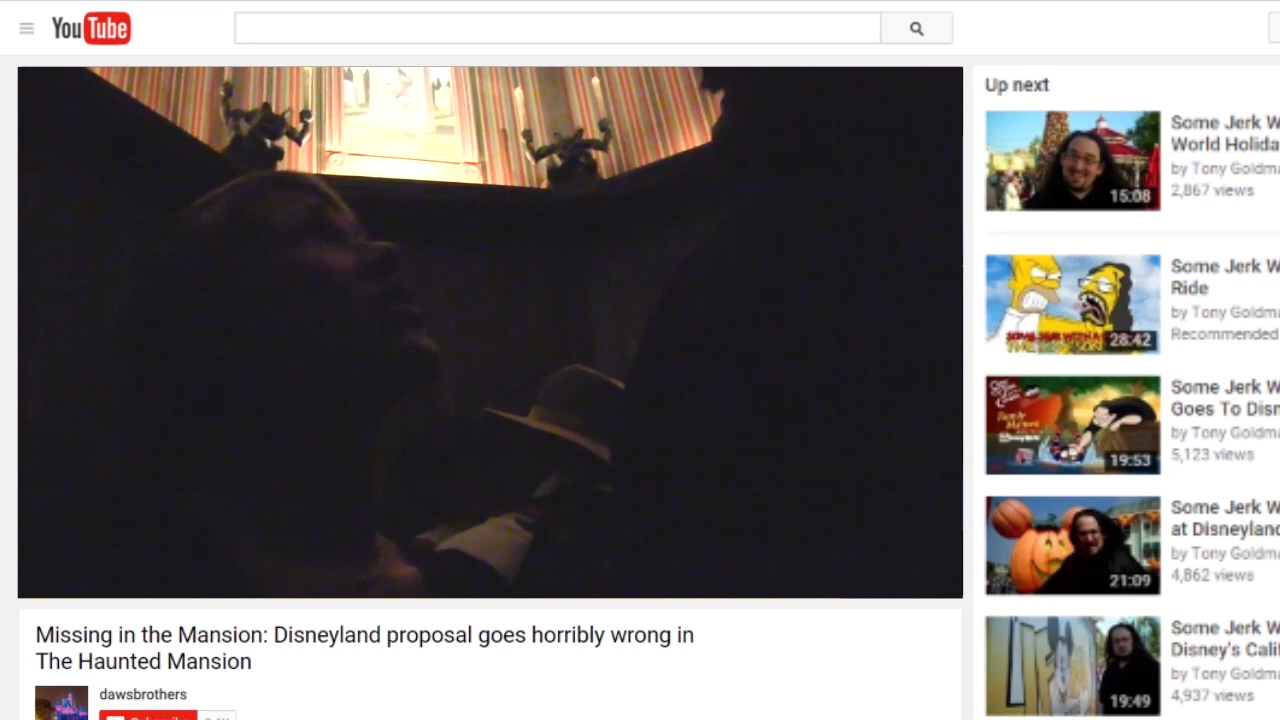 YouTube
Up next
Some Jerk W
World Holida
by Tony Goldma
2,867 views
15:08
Some Jerk W
Ride
by Tony Goldma
Recommended
28:42
Some Jerk W
Goes To Disn
by Tony Goldma
5,123 views
19:53
Some Jerk W
at Disneyland
by Tony Goldma
4,862 views
21:09
Some Jerk W
Disney's Calif
by Tony Goldma
4,937 views
19:49
Missing in the Mansion: Disneyland proposal goes horribly wrong in
The Haunted Mansion
dawsbrothers